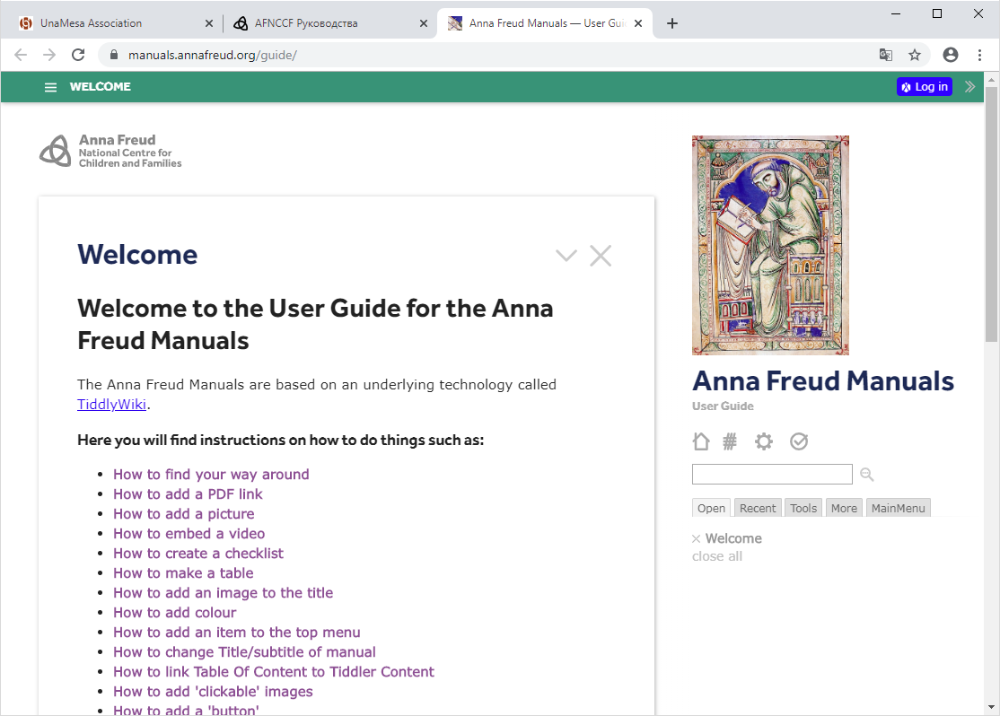 UnaMesa Association
AFNCCF Руководства
Anna Freud Manuals — User Gui
manuals.annafreud.org/guide/
WELCOME
Log in
Anna Freud
National Centre for
Children and Families
Welcome
Welcome to the User Guide for the Anna
Freud Manuals
The Anna Freud Manuals are based on an underlying technology called
TiddlyWiki.
Here you will find instructions on how to do things such as:
How to find your way around
How to add a PDF link
How to add a picture
How to embed a video
How to create a checklist
How to make a table
How to add an image to the title
How to add colour
How to add an item to the top menu
How to change Title/subtitle of manual
How to link Table Of Content to Tiddler Content
How to add 'clickable' images
How to add a 'button'
Anna Freud Manuals
User Guide
Open Recent Tools More MainMenu
Welcome
close all